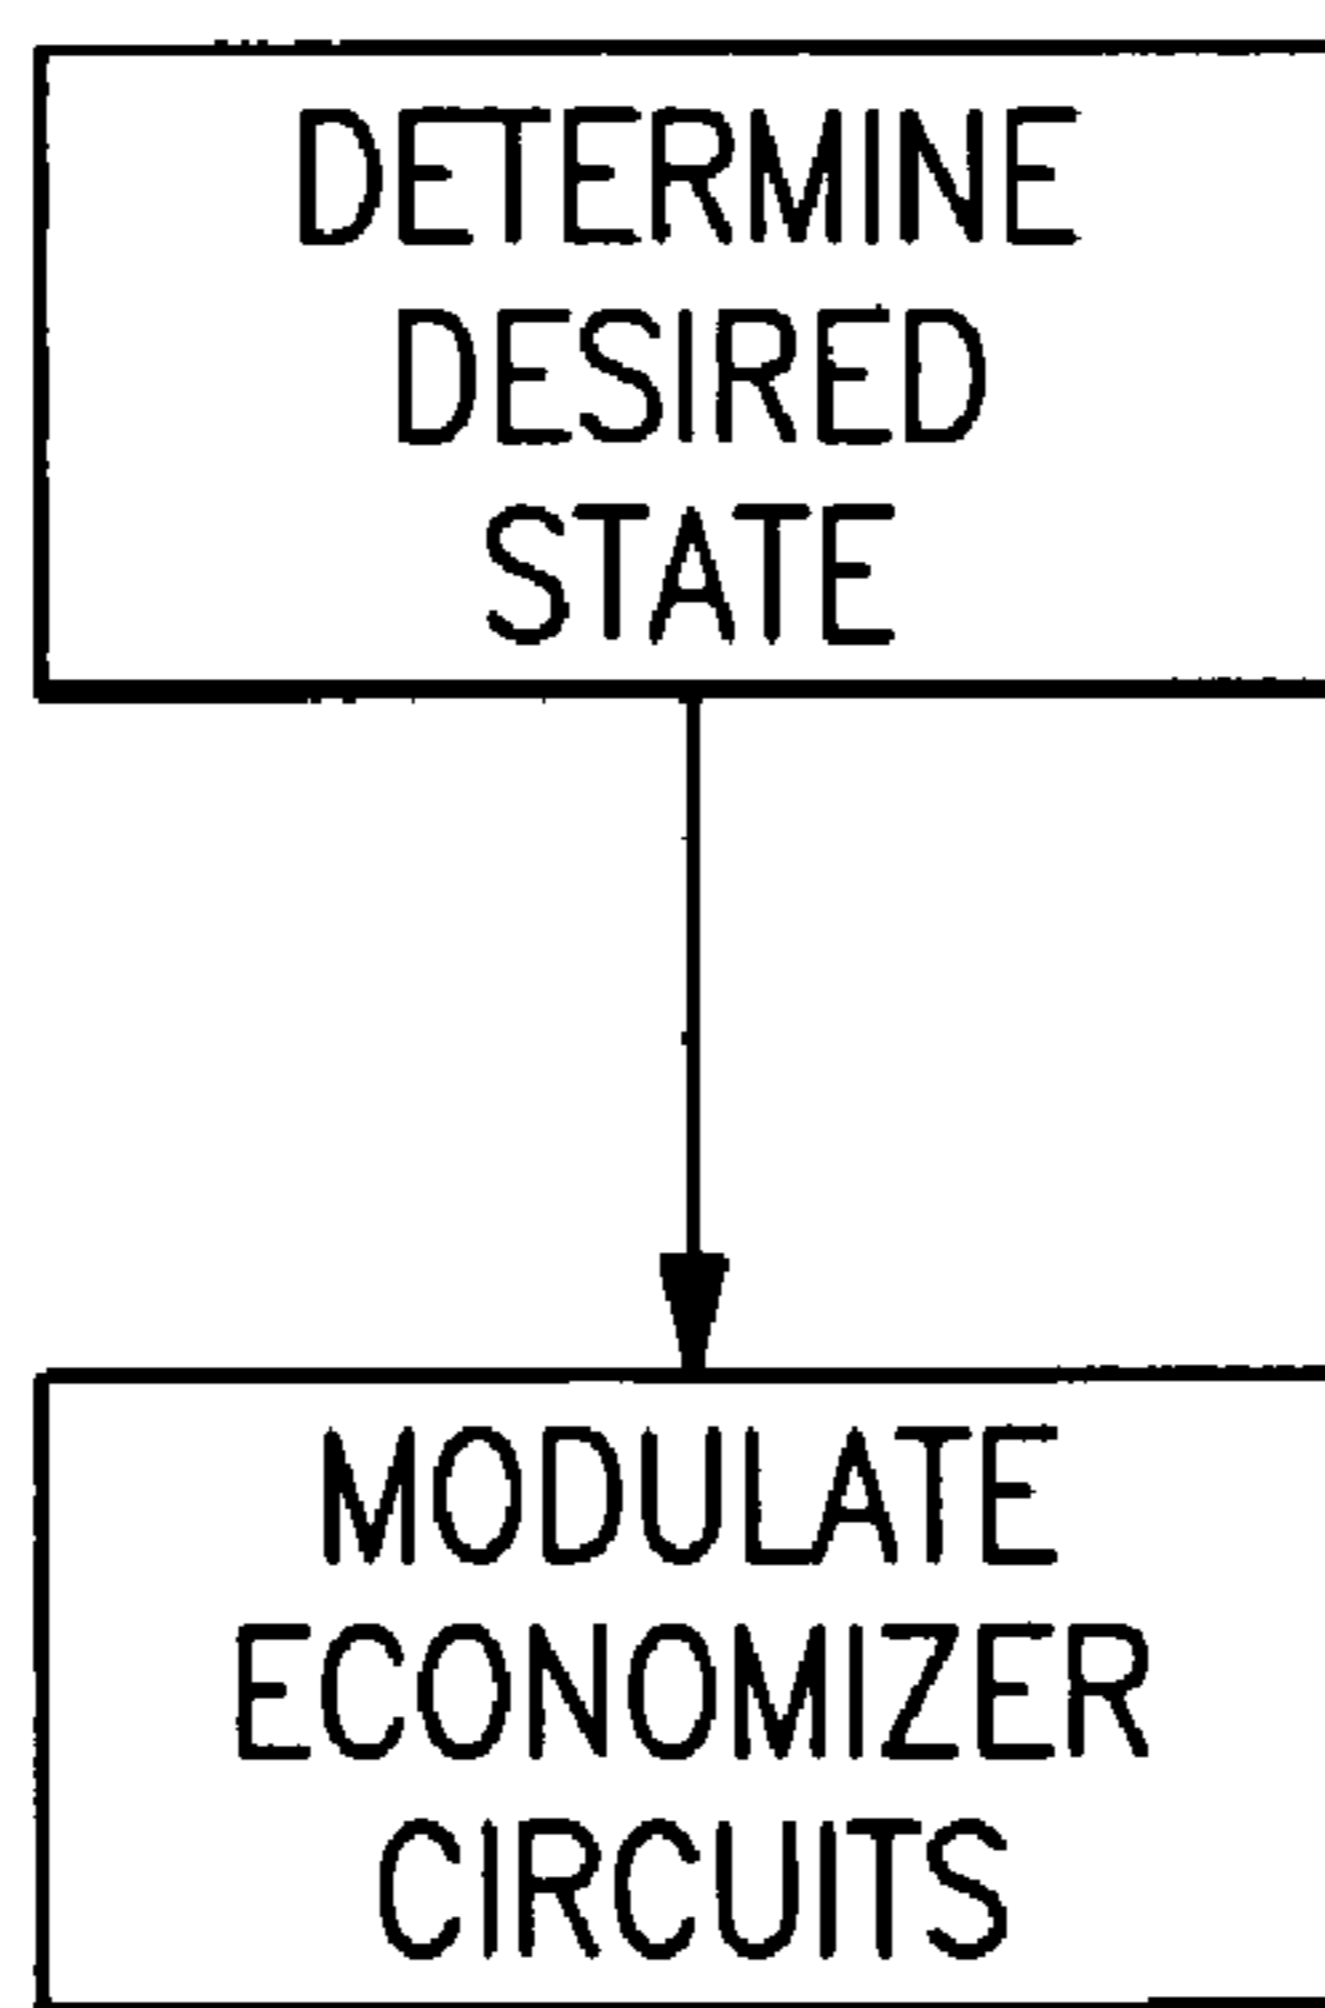 DETERMINE
DESIRED
STATE
MODULATE
ECONOMIZER
CIRCUITS